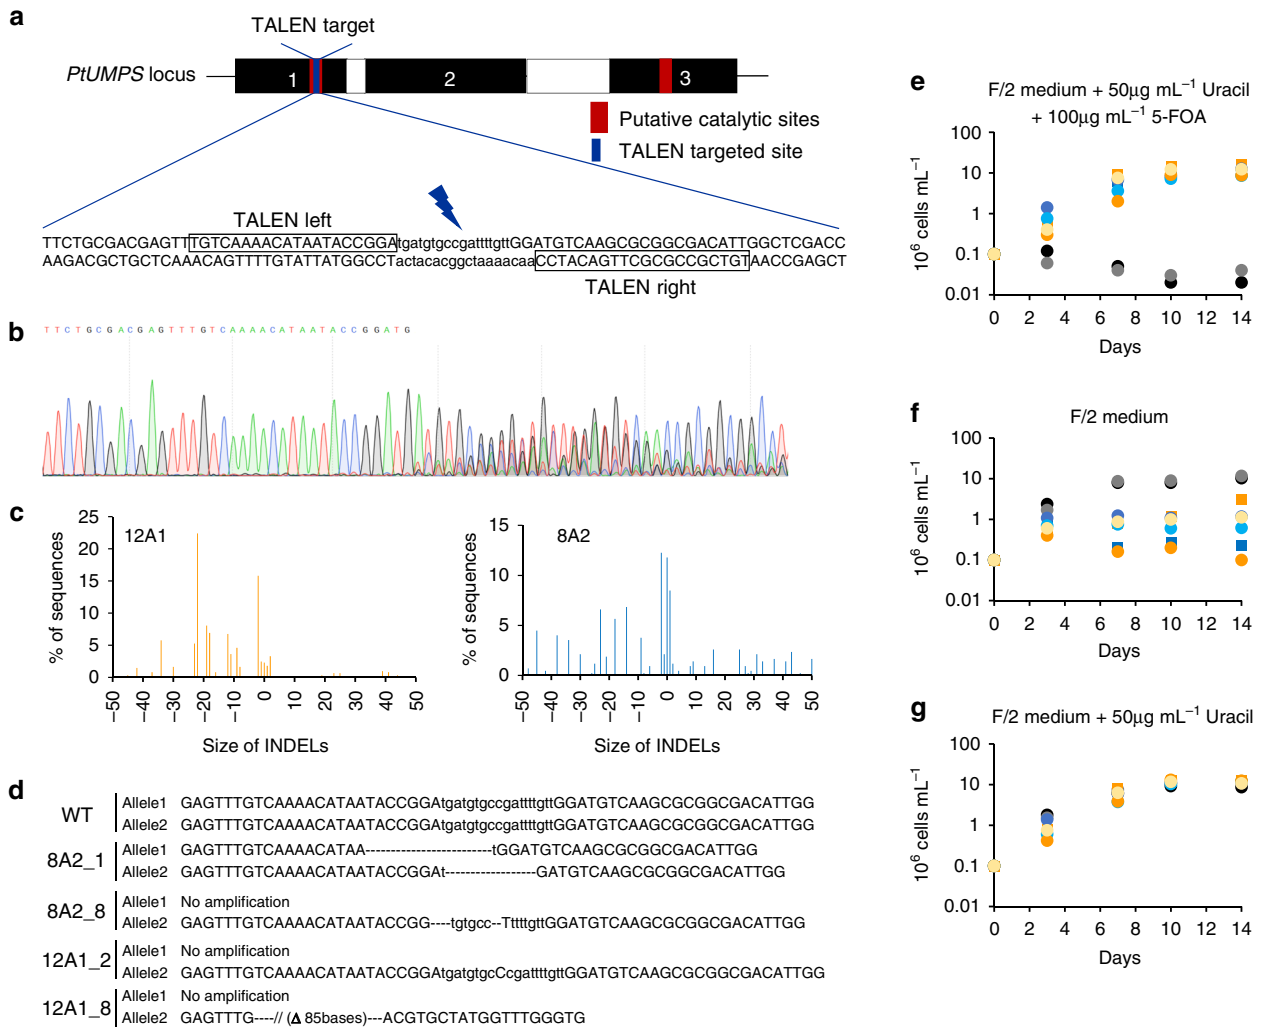 a
TALEN target
PtUMPS locus
1
2
3
Putative catalytic sites
TALEN targeted site
TALEN left
TTCTGCGACGAGTTTGTCAAAACATAATACCGGAtgatgtgccgattttgttGGATGTCAAGCGCGGCGACATTGGCTCGACC
AAGACGCTGCTCAAACAGTTTTGTATTATGGCCTactacacggctaaaacaaCCTACAGTTCGCGCCGCTGTAACCGAGCT
TALEN right
b
TTCTGCGACGAGTTTGTCAAAACATAATACCGGATG
c
25
20
15
10
5
0
% of sequences
12A1
–50
–40
–30
–20
–10
0
10
20
30
40
50
Size of INDELs
15
10
5
0
% of sequences
8A2
–50
–40
–30
–20
–10
0
10
20
30
40
50
Size of INDELs
d
WT
Allele1 GAGTTTGTCAAAACATAATACCGGAtgatgtgccgattttgttGGATGTCAAGCGCGGCGACATTGG
Allele2 GAGTTTGTCAAAACATAATACCGGAtgatgtgccgattttgttGGATGTCAAGCGCGGCGACATTGG
8A2_1
Allele1 GAGTTTGTCAAAACATAA------------------------tGGATGTCAAGCGCGGCGACATTGG
Allele2 GAGTTTGTCAAAACATAATACCGGAt-----------------GATGTCAAGCGCGGCGACATTGG
8A2_8
Allele1 No amplification
Allele2 GAGTTTGTCAAAACATAATACCGG----tgtgcc--TttttgttGGATGTCAAGCGCGGCGACATTGG
12A1_2
Allele1 No amplification
Allele2 GAGTTTGTCAAAACATAATACCGGAtgatgtgcCcgattttgttGGATGTCAAGCGCGGCGACATTGG
12A1_8
Allele1 No amplification
Allele2 GAGTTTG----// (Δ 85bases)---ACGTGCTATGGTTTGGGTG
e
F/2 medium + 50µg mL–1 Uracil
+ 100µg mL–1 5-FOA
100
10
1
0.1
0.01
10⁶ cells mL–1
0 2 4 6 8 10 12 14
Days
f
F/2 medium
100
10
1
0.1
0.01
10⁶ cells mL–1
0 2 4 6 8 10 12 14
Days
g
F/2 medium + 50µg mL–1 Uracil
100
10
1
0.1
0.01
10⁶ cells mL–1
0 2 4 6 8 10 12 14
Days